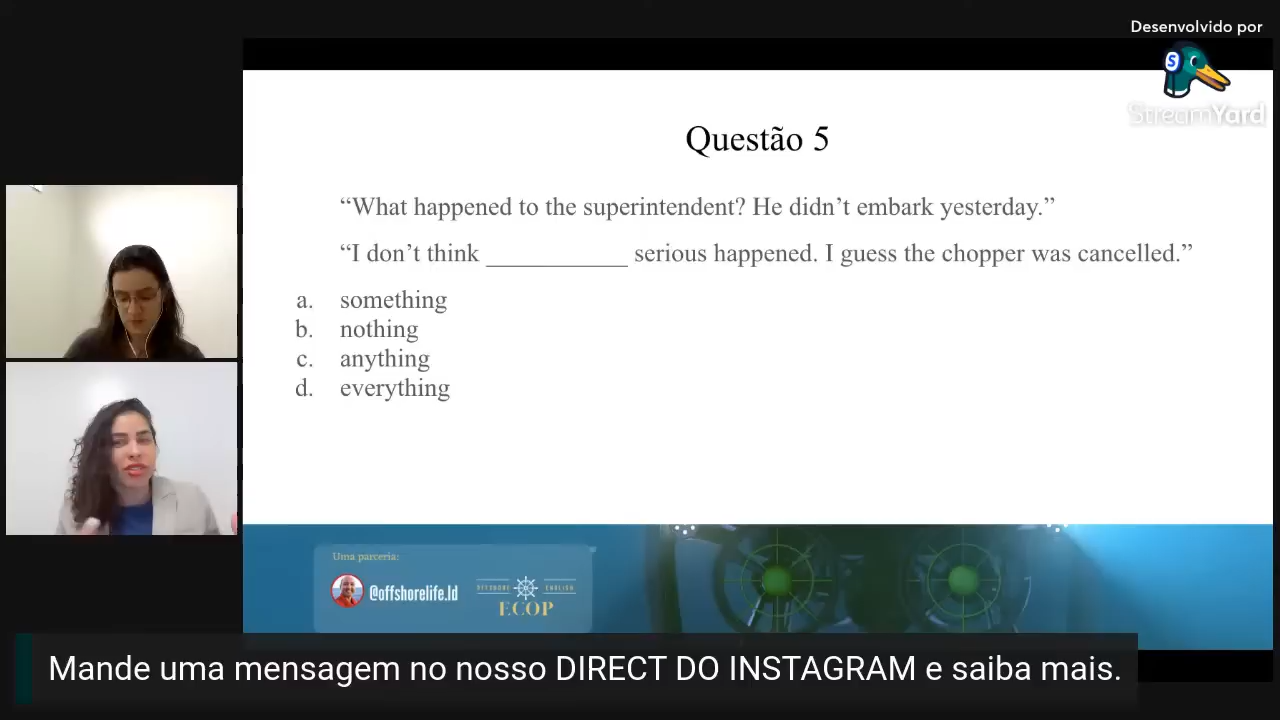 Desenvolvido por
StreamYard
Questão 5
“What happened to the superintendent? He didn’t embark yesterday.”
“I don’t think ___________ serious happened. I guess the chopper was cancelled.”
a. something
b. nothing
c. anything
d. everything
Uma parceria:
@offshorelife.ld
OFFSHORE ENGLISH
ECOP
Mande uma mensagem no nosso DIRECT DO INSTAGRAM e saiba mais.